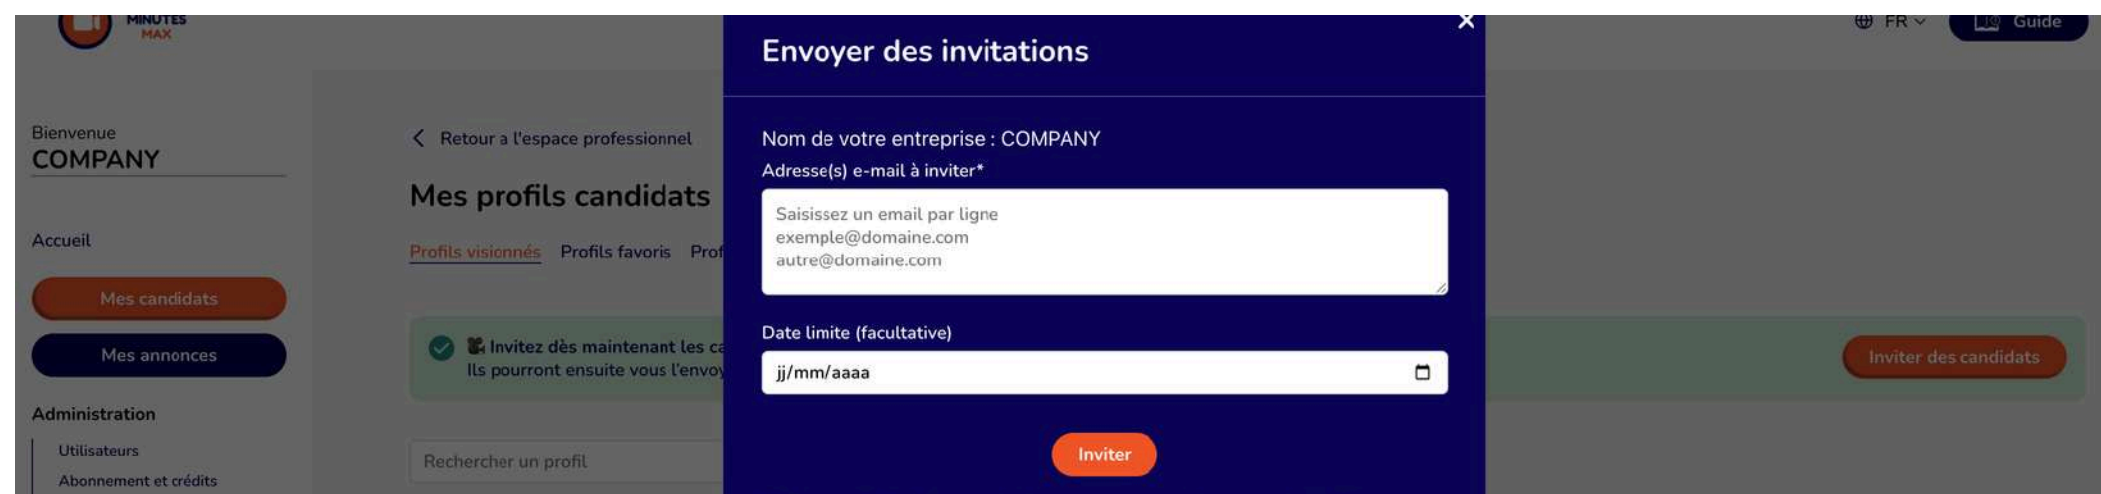 MINUTES
MAX
FR
Guide
Bienvenue
COMPANY
Accueil
Mes candidats
Mes annonces
Administration
Utilisateurs
Abonnement et crédits
Retour a l'espace professionnel
Mes profils candidats
Profils visionnés Profils favoris Prof
Invitez dès maintenant les ca
Ils pourront ensuite vous l'envoy
Inviter des candidats
Rechercher un profil
Envoyer des invitations
Nom de votre entreprise : COMPANY
Adresse(s) e-mail à inviter*
Saisissez un email par ligne
exemple@domaine.com
autre@domaine.com
Date limite (facultative)
jj/mm/aaaa
Inviter